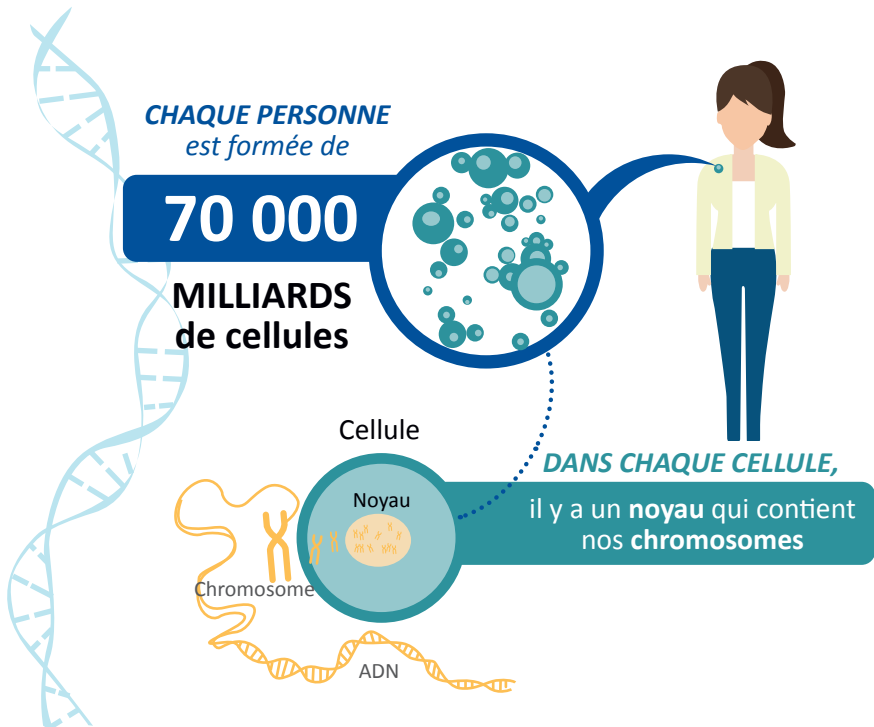 CHAQUE PERSONNE
est formée de
70 000
MILLIARDS
de cellules
Cellule
Noyau
Chromosome
ADN
DANS CHAQUE CELLULE,
il y a un noyau qui contient
nos chromosomes